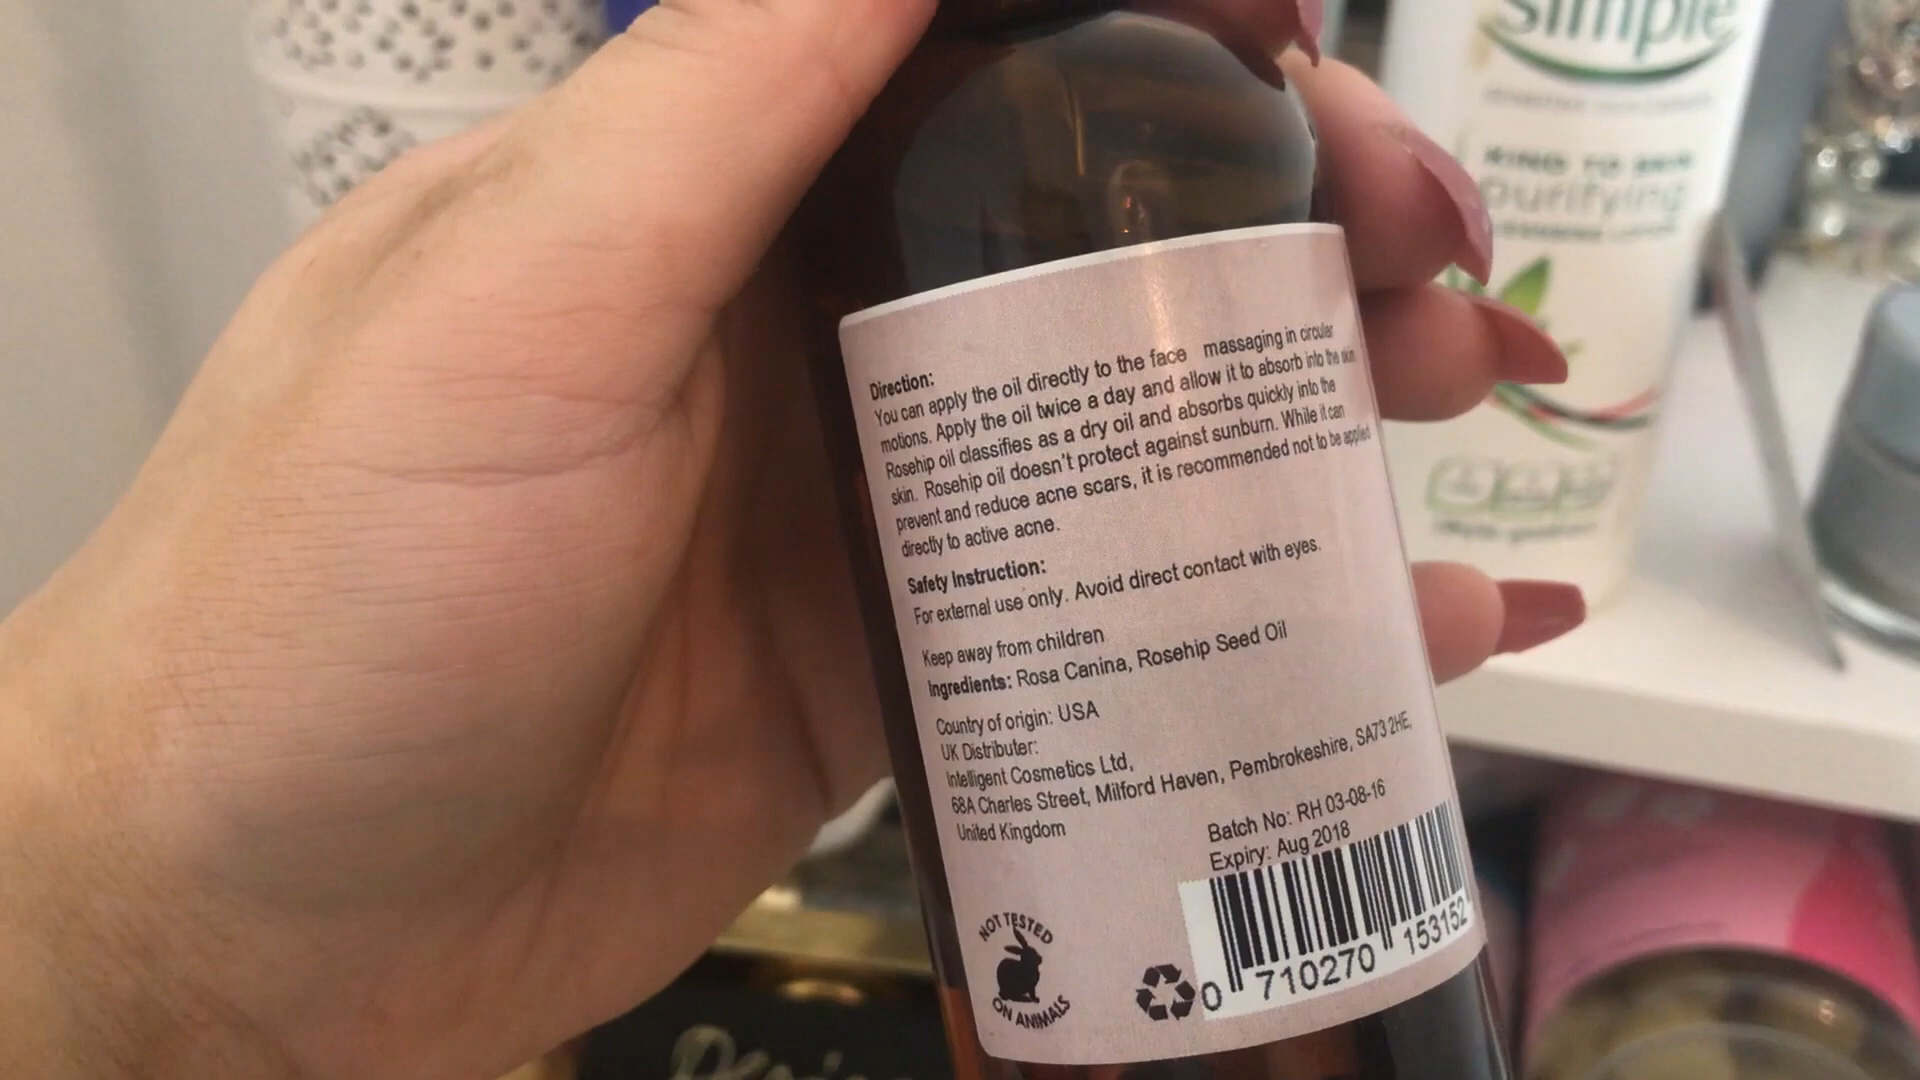 Direction:
You can apply the oil directly to the face massaging in circular
motions. Apply the oil twice a day and allow it to absorb into the skin
Rosehip oil classifies as a dry oil and absorbs quickly into the
skin. Rosehip oil doesn't protect against sunburn. While it can
prevent and reduce acne scars, it is recommended not to be applied
directly to active acne.
Safety Instruction:
For external use only. Avoid direct contact with eyes.
Keep away from children
Ingredients: Rosa Canina, Rosehip Seed Oil
Country of origin: USA
UK Distributer:
Intelligent Cosmetics Ltd,
68A Charles Street, Milford Haven, Pembrokeshire, SA73 2HE,
United Kingdom
Batch No: RH 03-08-16
Expiry: Aug 2018
NOT TESTED
ON ANIMALS
0 710270 153152
simple
KIND TO SKIN
purifying